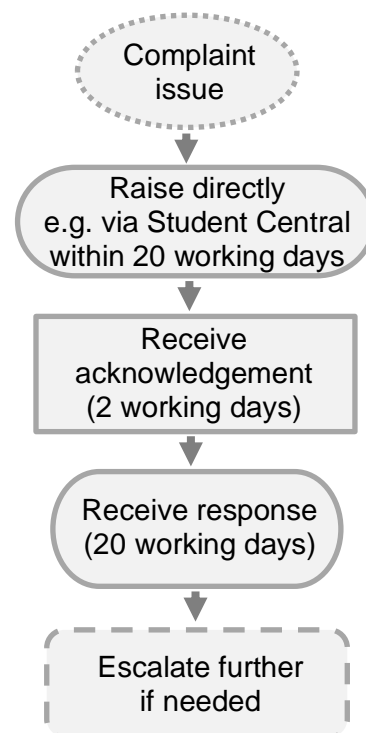 Complaint
issue
Raise directly
e.g. via Student Central
within 20 working days
Receive
acknowledgement
(2 working days)
Receive response
(20 working days)
Escalate further
if needed